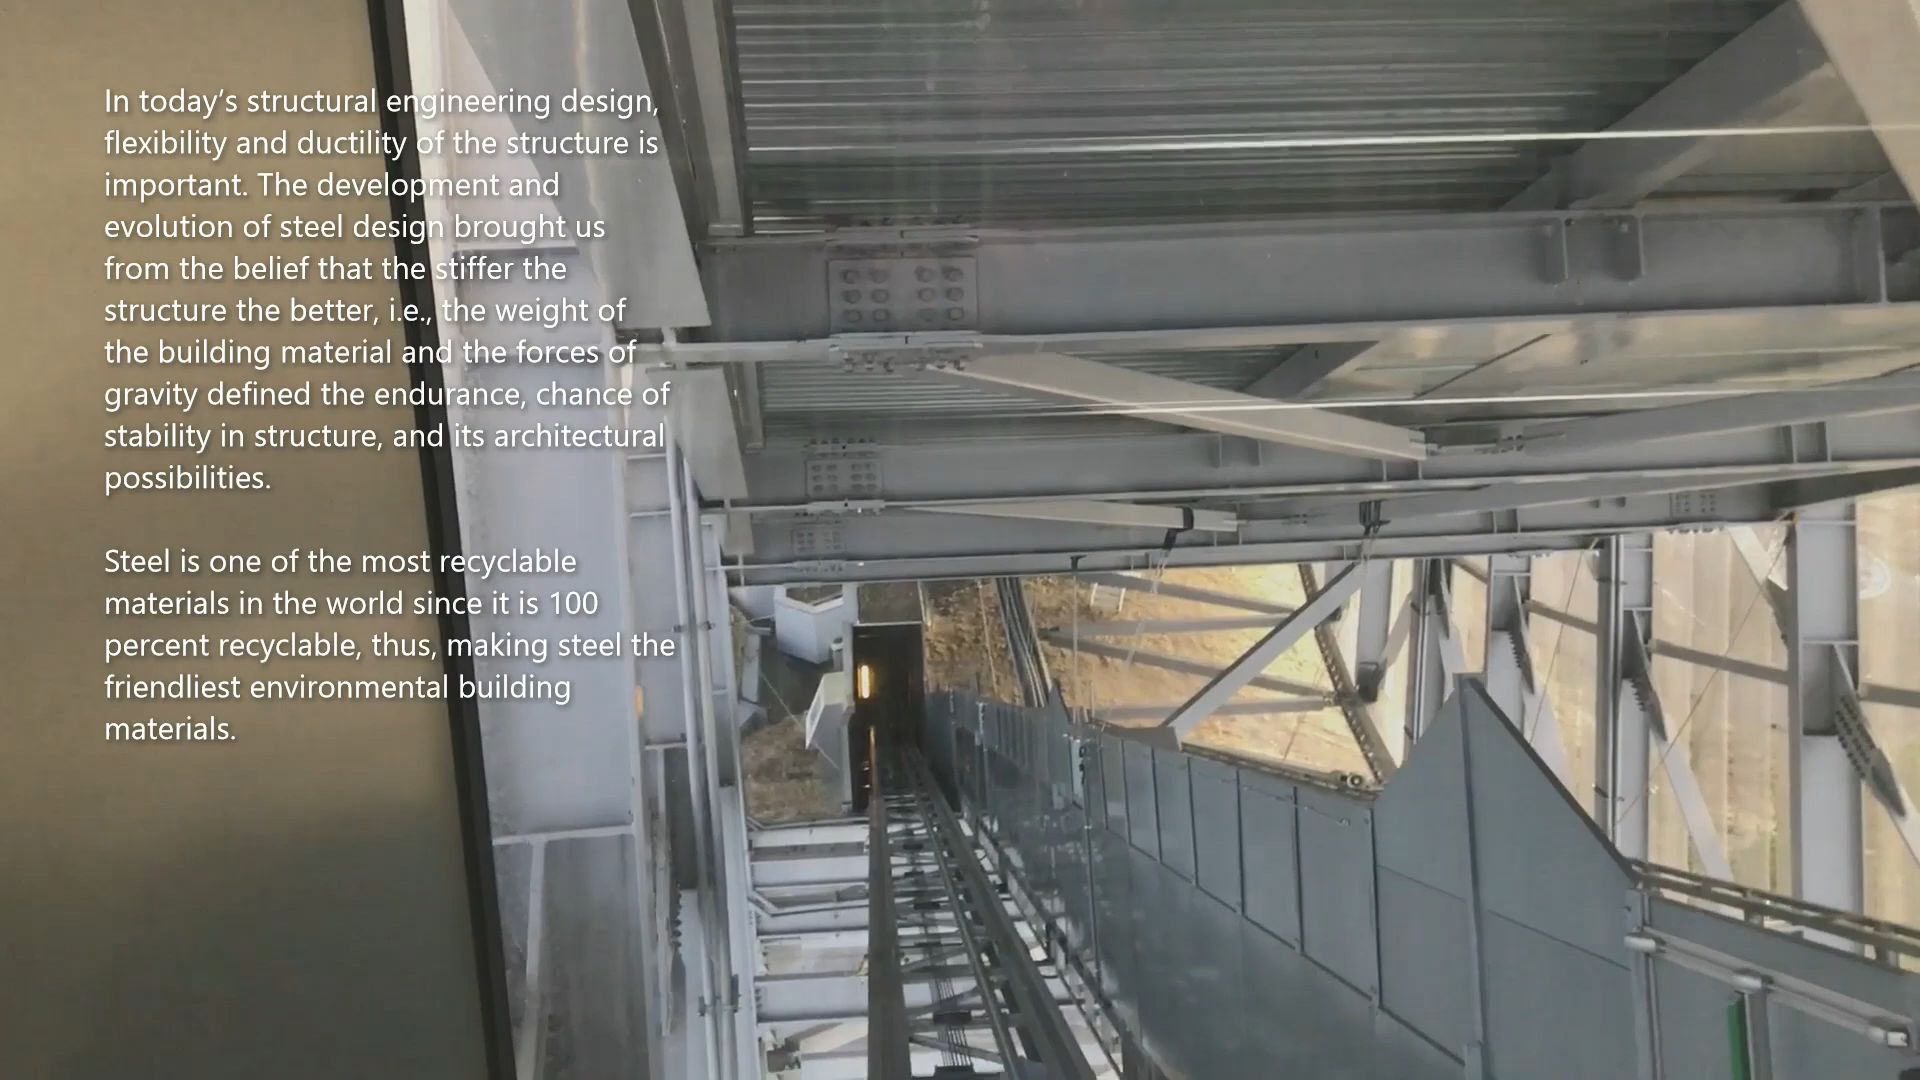 In today’s structural engineering design,
flexibility and ductility of the structure is
important. The development and
evolution of steel design brought us
from the belief that the stiffer the
structure the better, i.e., the weight of
the building material and the forces of
gravity defined the endurance, chance of
stability in structure, and its architectural
possibilities.
Steel is one of the most recyclable
materials in the world since it is 100
percent recyclable, thus, making steel the
friendliest environmental building
materials.